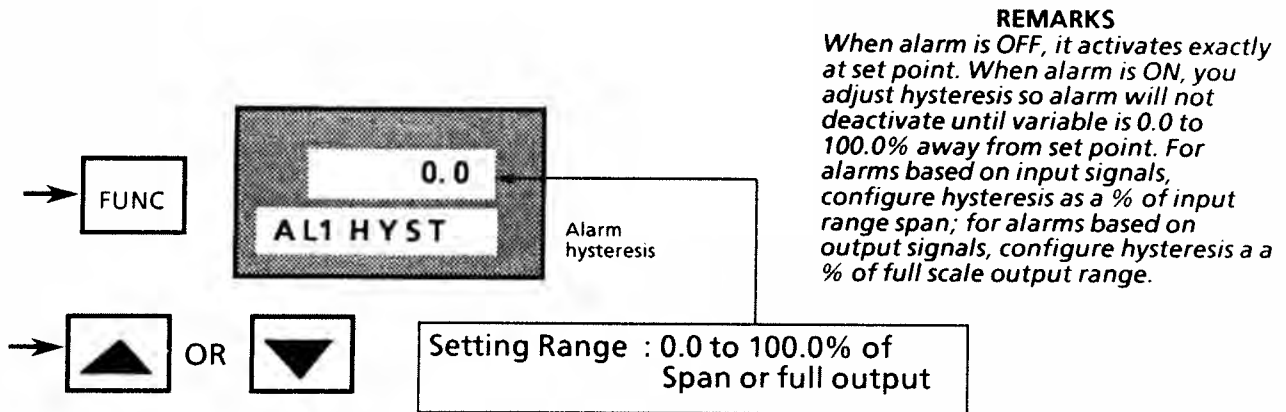 REMARKS
When alarm is OFF, it activates exactly
at set point. When alarm is ON, you
adjust hysteresis so alarm will not
deactivate until variable is 0.0 to
100.0% away from set point. For
alarms based on input signals,
configure hysteresis as a % of input
range span; for alarms based on
output signals, configure hysteresis a a
% of full scale output range.
FUNC
0.0
AL1 HYST
Alarm
hysteresis
OR
Setting Range : 0.0 to 100.0% of
Span or full output